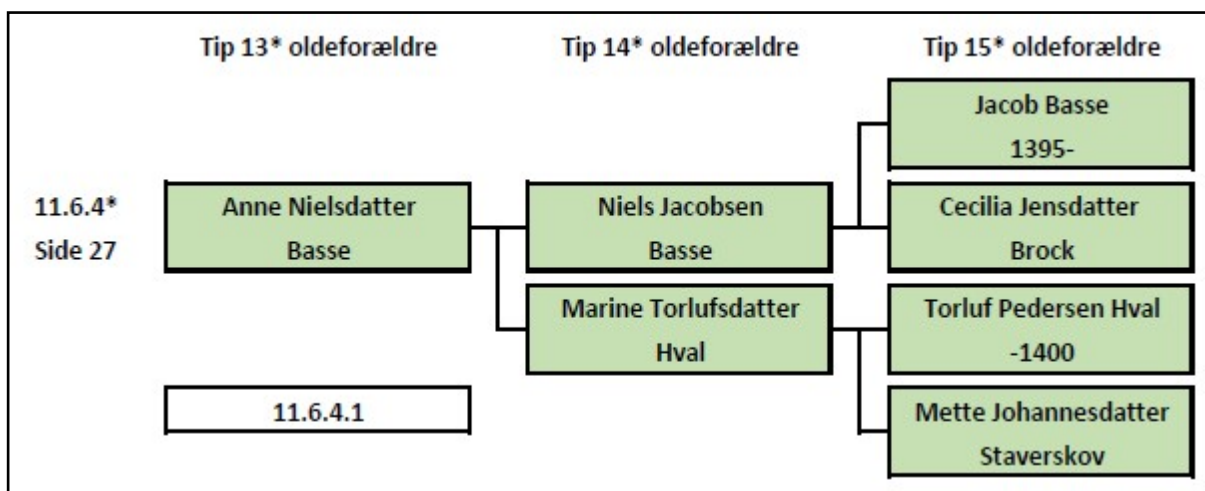 Tip 13* oldeforældre Tip 14* oldeforældre Tip 15* oldeforældre
Jacob Basse
1395-
11.6.4*
Side 27
Anne Nielsdatter
Basse
Niels Jacobsen
Basse
Cecilia Jensdatter
Brock
Marine Torlufsdatter
Hval
Torluf Pedersen Hval
-1400
11.6.4.1
Mette Johannesdatter
Staverskov